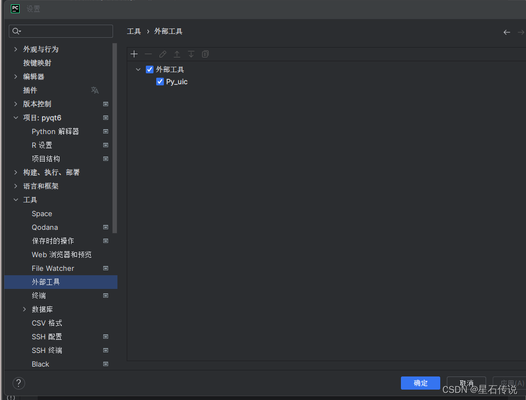 PC 设置
工具 › 外部工具
外观与行为
按键映射
编辑器
插件
版本控制
项目: pyqt6
Python 解释器
R 设置
项目结构
构建、执行、部署
语言和框架
工具
Space
Qodana
保存时的操作
Web 浏览器和预览
File Watcher
外部工具
终端
数据库
CSV 格式
SSH 配置
SSH 终端
Black
外部工具
Py_uic
?
确定
取消
CSDN @星石传说